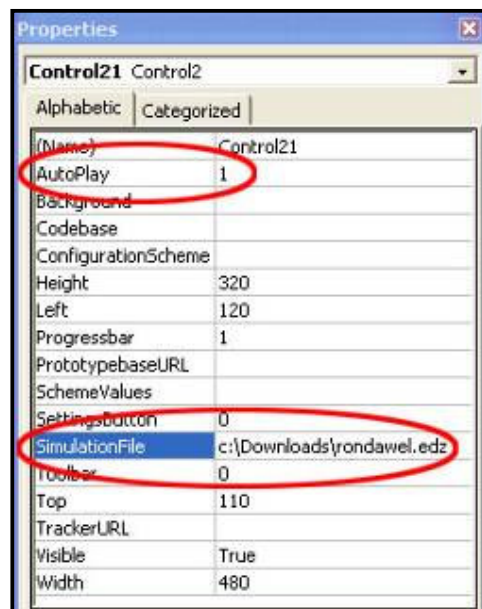 Properties
Control21 Control2
Alphabetic Categorized
(Name) Control21
AutoPlay 1
Background
Codebase
ConfigurationScheme
Height 320
Left 120
Progressbar 1
PrototypebaseURL
SchemeValues
SettingsButton 0
SimulationFile c:\Downloads\rondawel.edz
Toolbar 0
Top 110
TrackerURL
Visible True
Width 480